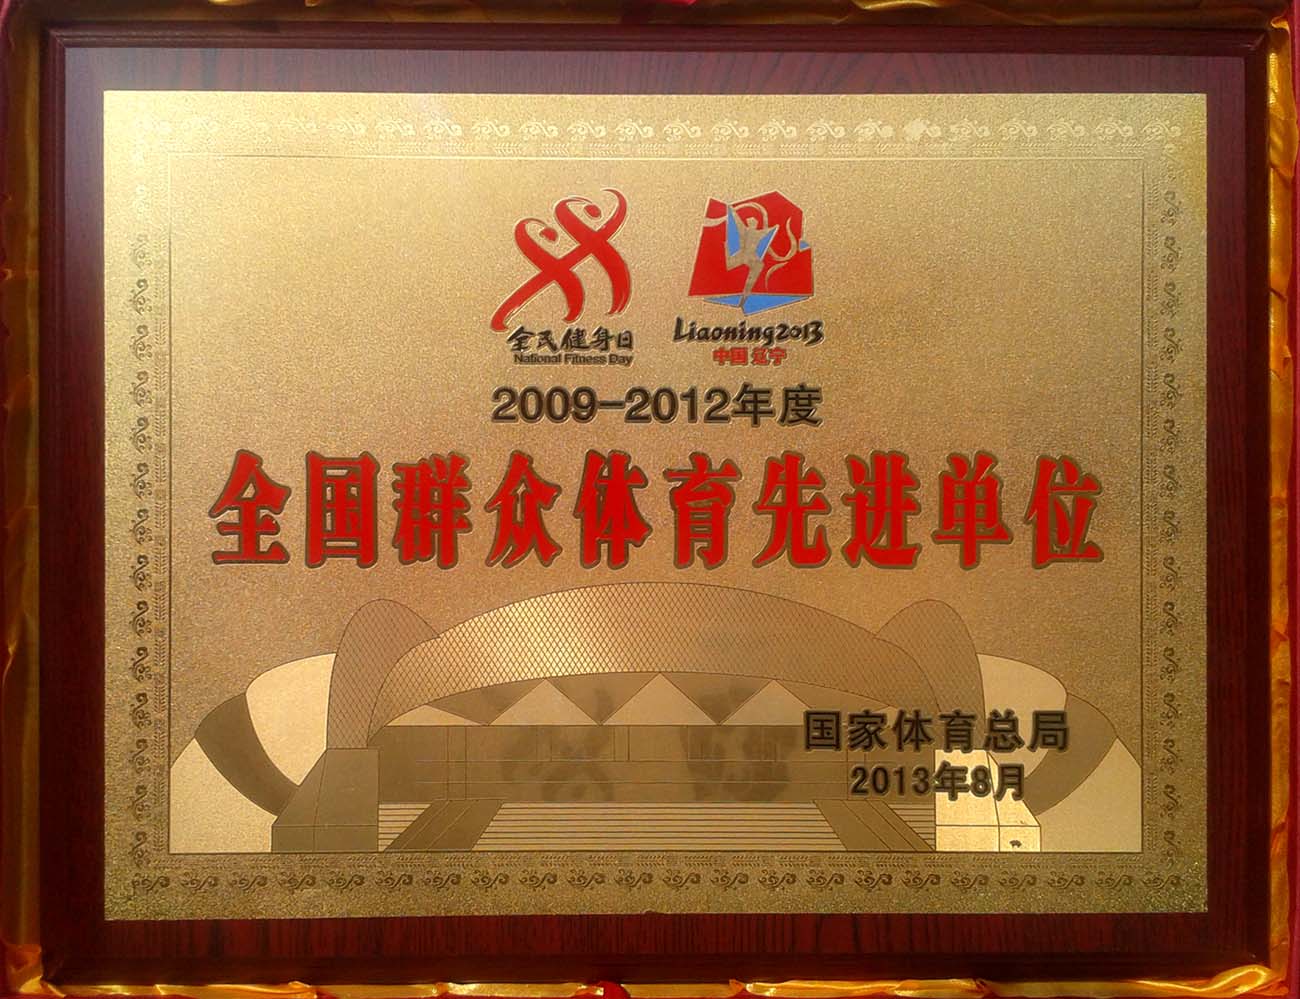 全民健身日
National Fitness Day
Liaoning2013
中国 辽宁
2009-2012年度
全国群众体育先进单位
国家体育总局
2013年8月